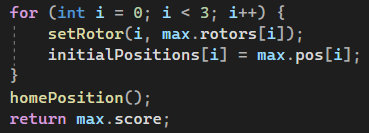 for (int i = 0; i < 3; i++) {
    setRotor(i, max.rotors[i]);
    initialPositions[i] = max.pos[i];
}
homePosition();
return max.score;